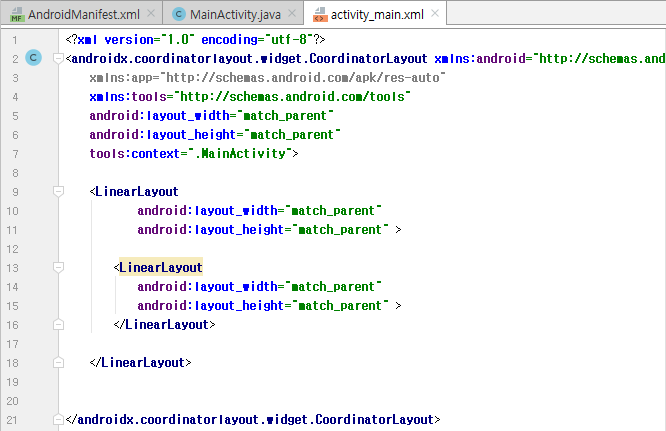 AndroidManifest.xml MainActivity.java activity_main.xml
1 <?xml version="1.0" encoding="utf-8"?>
2 <androidx.coordinatorlayout.widget.CoordinatorLayout xmlns:android="http://schemas.and
3 xmlns:app="http://schemas.android.com/apk/res-auto"
4 xmlns:tools="http://schemas.android.com/tools"
5 android:layout_width="match_parent"
6 android:layout_height="match_parent"
7 tools:context=".MainActivity">
8
9 <LinearLayout
10 android:layout_width="match_parent"
11 android:layout_height="match_parent" >
12
13 <LinearLayout
14 android:layout_width="match_parent"
15 android:layout_height="match_parent" >
16 </LinearLayout>
17
18 </LinearLayout>
19
20
21 </androidx.coordinatorlayout.widget.CoordinatorLayout>